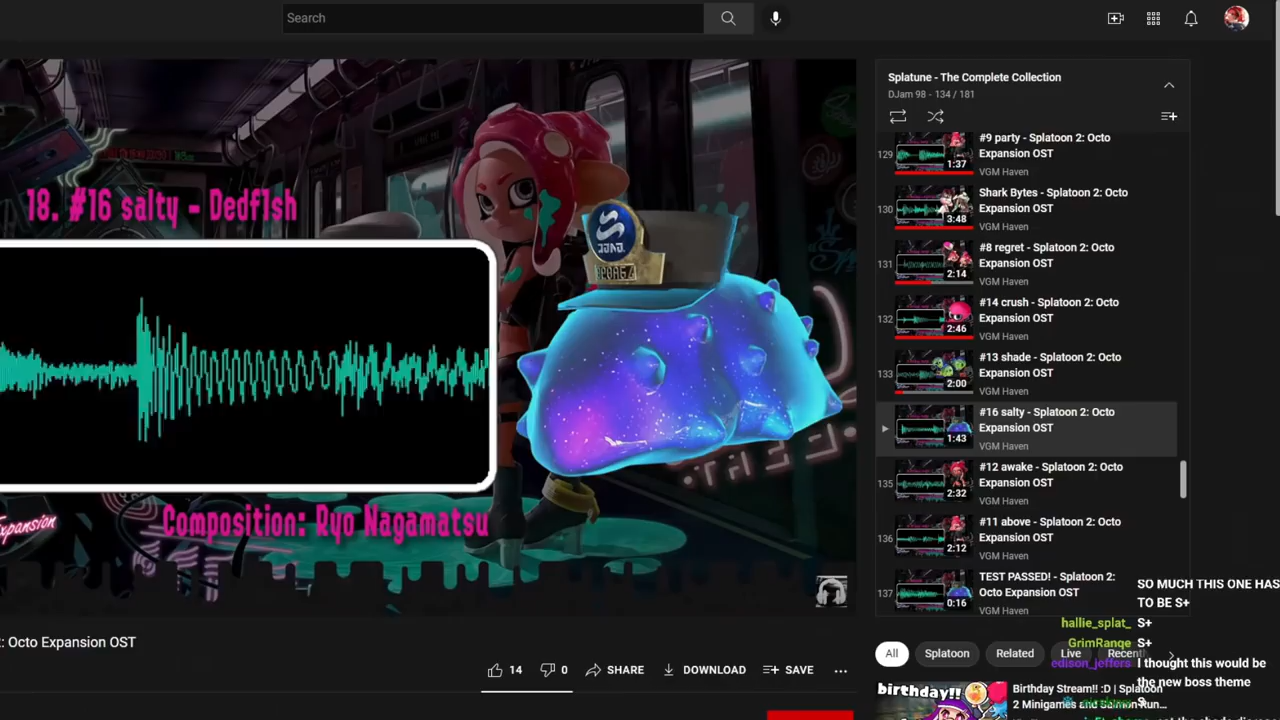 Search
Splatune - The Complete Collection
DJam 98 - 134 / 181
18. #16 salty - Dedf1sh
Composition: Ryo Nagamatsu
Expansion
129
#9 party - Splatoon 2: Octo
Expansion OST
1:37
VGM Haven
130
Shark Bytes - Splatoon 2: Octo
Expansion OST
3:48
VGM Haven
131
#8 regret - Splatoon 2: Octo
Expansion OST
2:14
VGM Haven
132
#14 crush - Splatoon 2: Octo
Expansion OST
2:46
VGM Haven
133
#13 shade - Splatoon 2: Octo
Expansion OST
2:00
VGM Haven
#16 salty - Splatoon 2: Octo
Expansion OST
1:43
VGM Haven
135
#12 awake - Splatoon 2: Octo
Expansion OST
2:32
VGM Haven
136
#11 above - Splatoon 2: Octo
Expansion OST
2:12
VGM Haven
137
TEST PASSED! - Splatoon 2:
Octo Expansion OST
0:16
VGM Haven
: Octo Expansion OST
14
0
SHARE
DOWNLOAD
SAVE
SO MUCH THIS ONE HAS
TO BE S+
hallie_splat_ S+
GrimRange S+
edison_jeffers I thought this would be
the new boss theme
All
Splatoon
Related
Live
Recent
birthday!!
Birthday Stream!! :D | Splatoon
2 Minigames and Salmon Run...